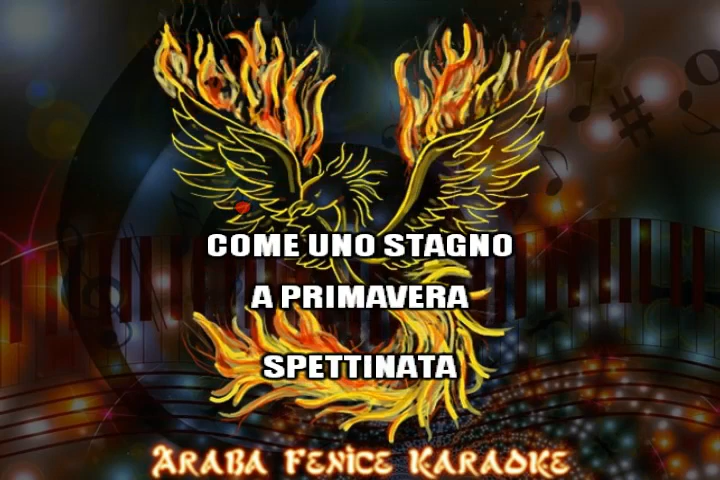 COME UNO STAGNO
A PRIMAVERA
SPETTINATA
ARABA FENICE KARAOKE